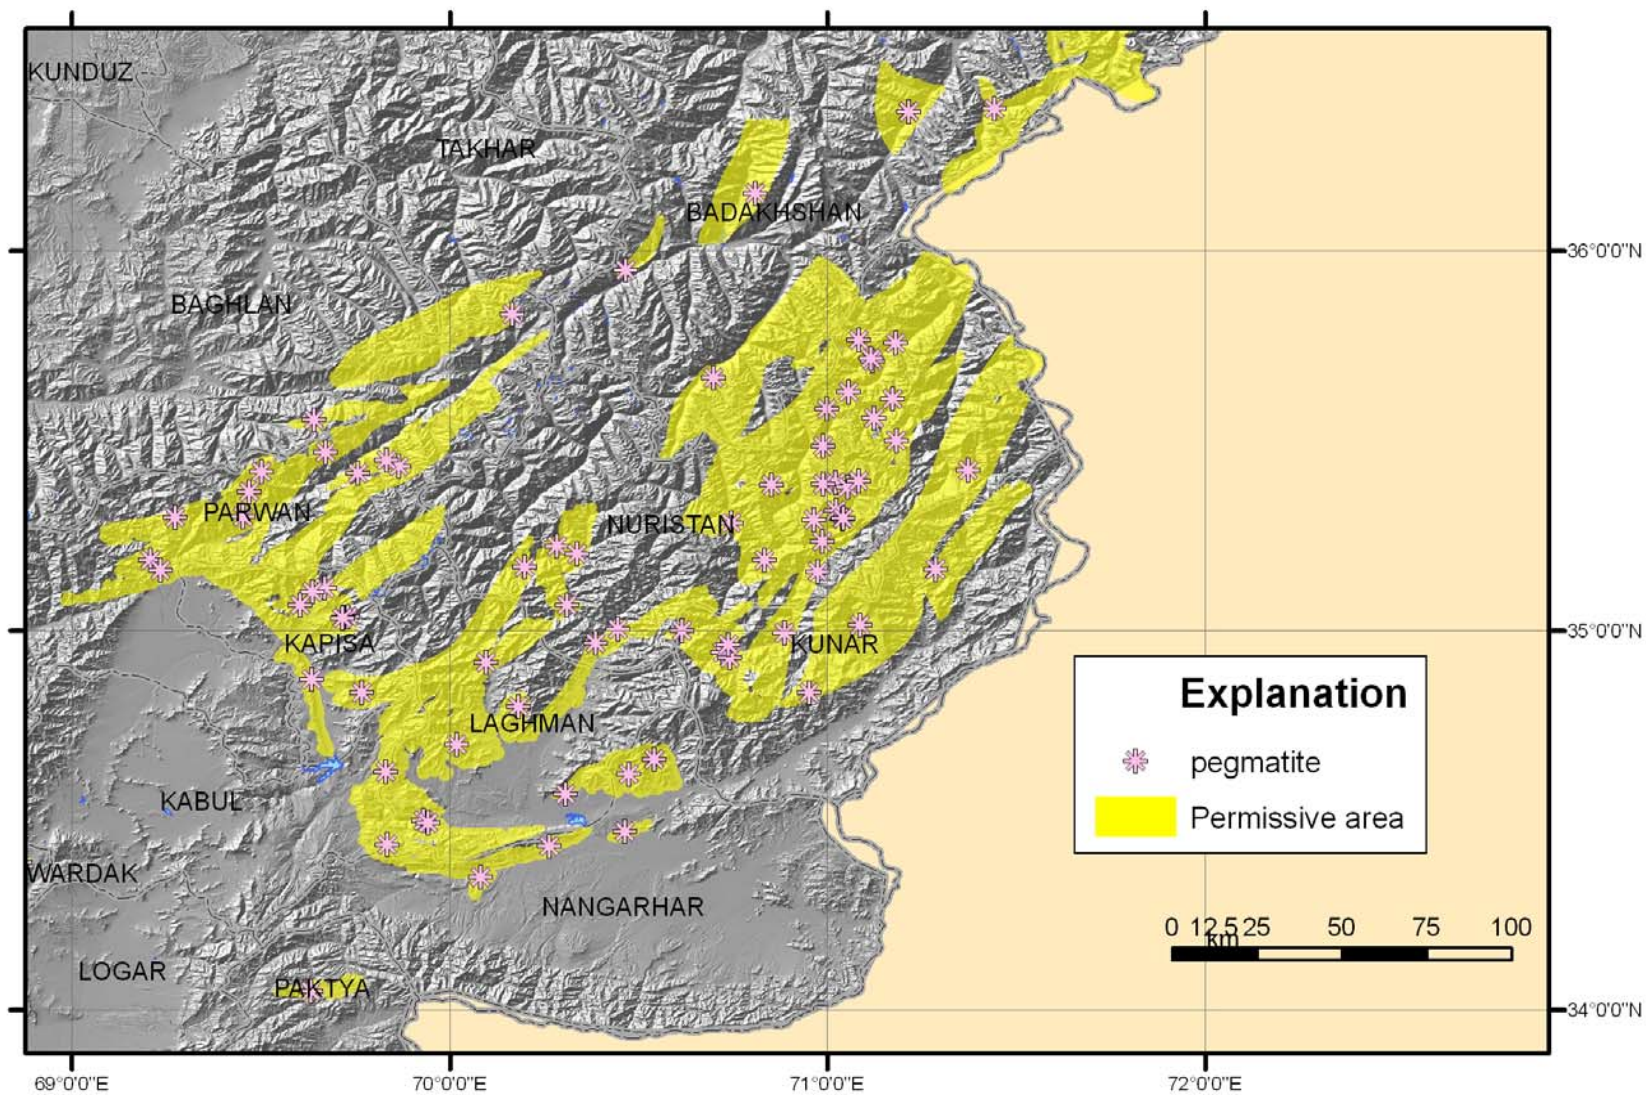 KUNDUZ
TAKHAR
BADAKHSHAN
36°0'0"N
BAGHLAN
PARWAN
NURISTAN
35°0'0"N
KAPISA
KUNAR
Explanation
LAGHMAN
pegmatite
KABUL
Permissive area
WARDAK
NANGARHAR
0 12.5 25 50 75 100
km
LOGAR
PAKTYA
34°0'0"N
69°0'0"E 70°0'0"E 71°0'0"E 72°0'0"E